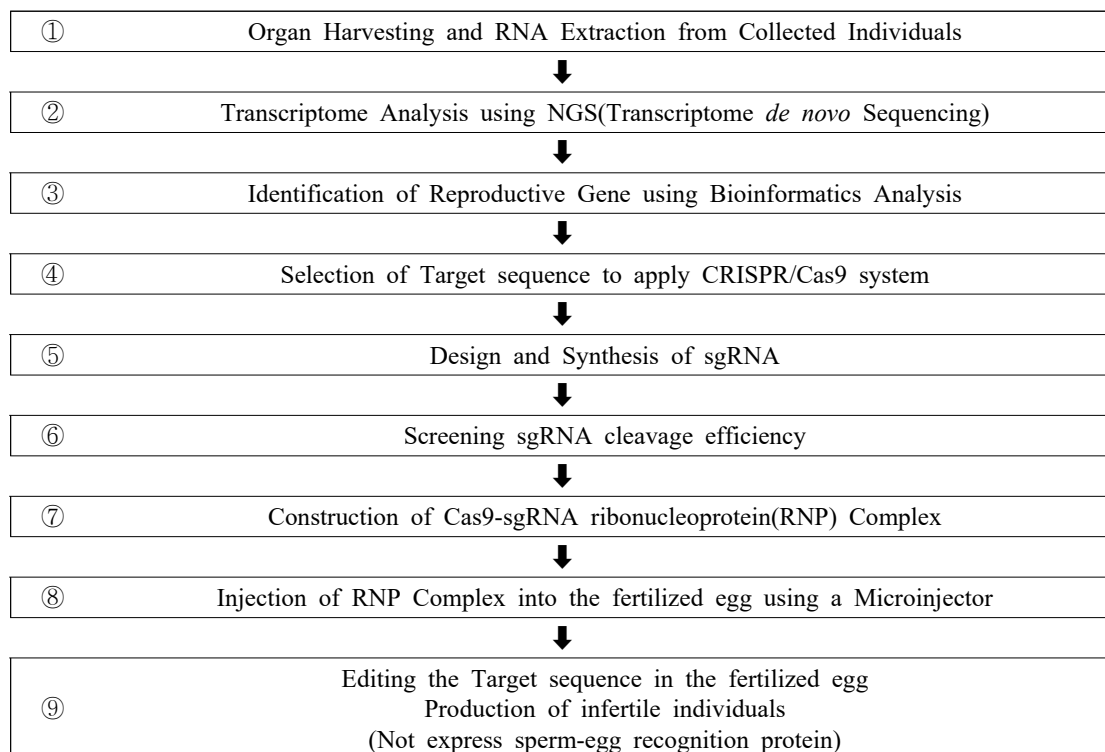 ① Organ Harvesting and RNA Extraction from Collected Individuals
② Transcriptome Analysis using NGS(Transcriptome de novo Sequencing)
③ Identification of Reproductive Gene using Bioinformatics Analysis
④ Selection of Target sequence to apply CRISPR/Cas9 system
⑤ Design and Synthesis of sgRNA
⑥ Screening sgRNA cleavage efficiency
⑦ Construction of Cas9-sgRNA ribonucleoprotein(RNP) Complex
⑧ Injection of RNP Complex into the fertilized egg using a Microinjector
Editing the Target sequence in the fertilized egg
⑨ Production of infertile individuals
(Not express sperm-egg recognition protein)